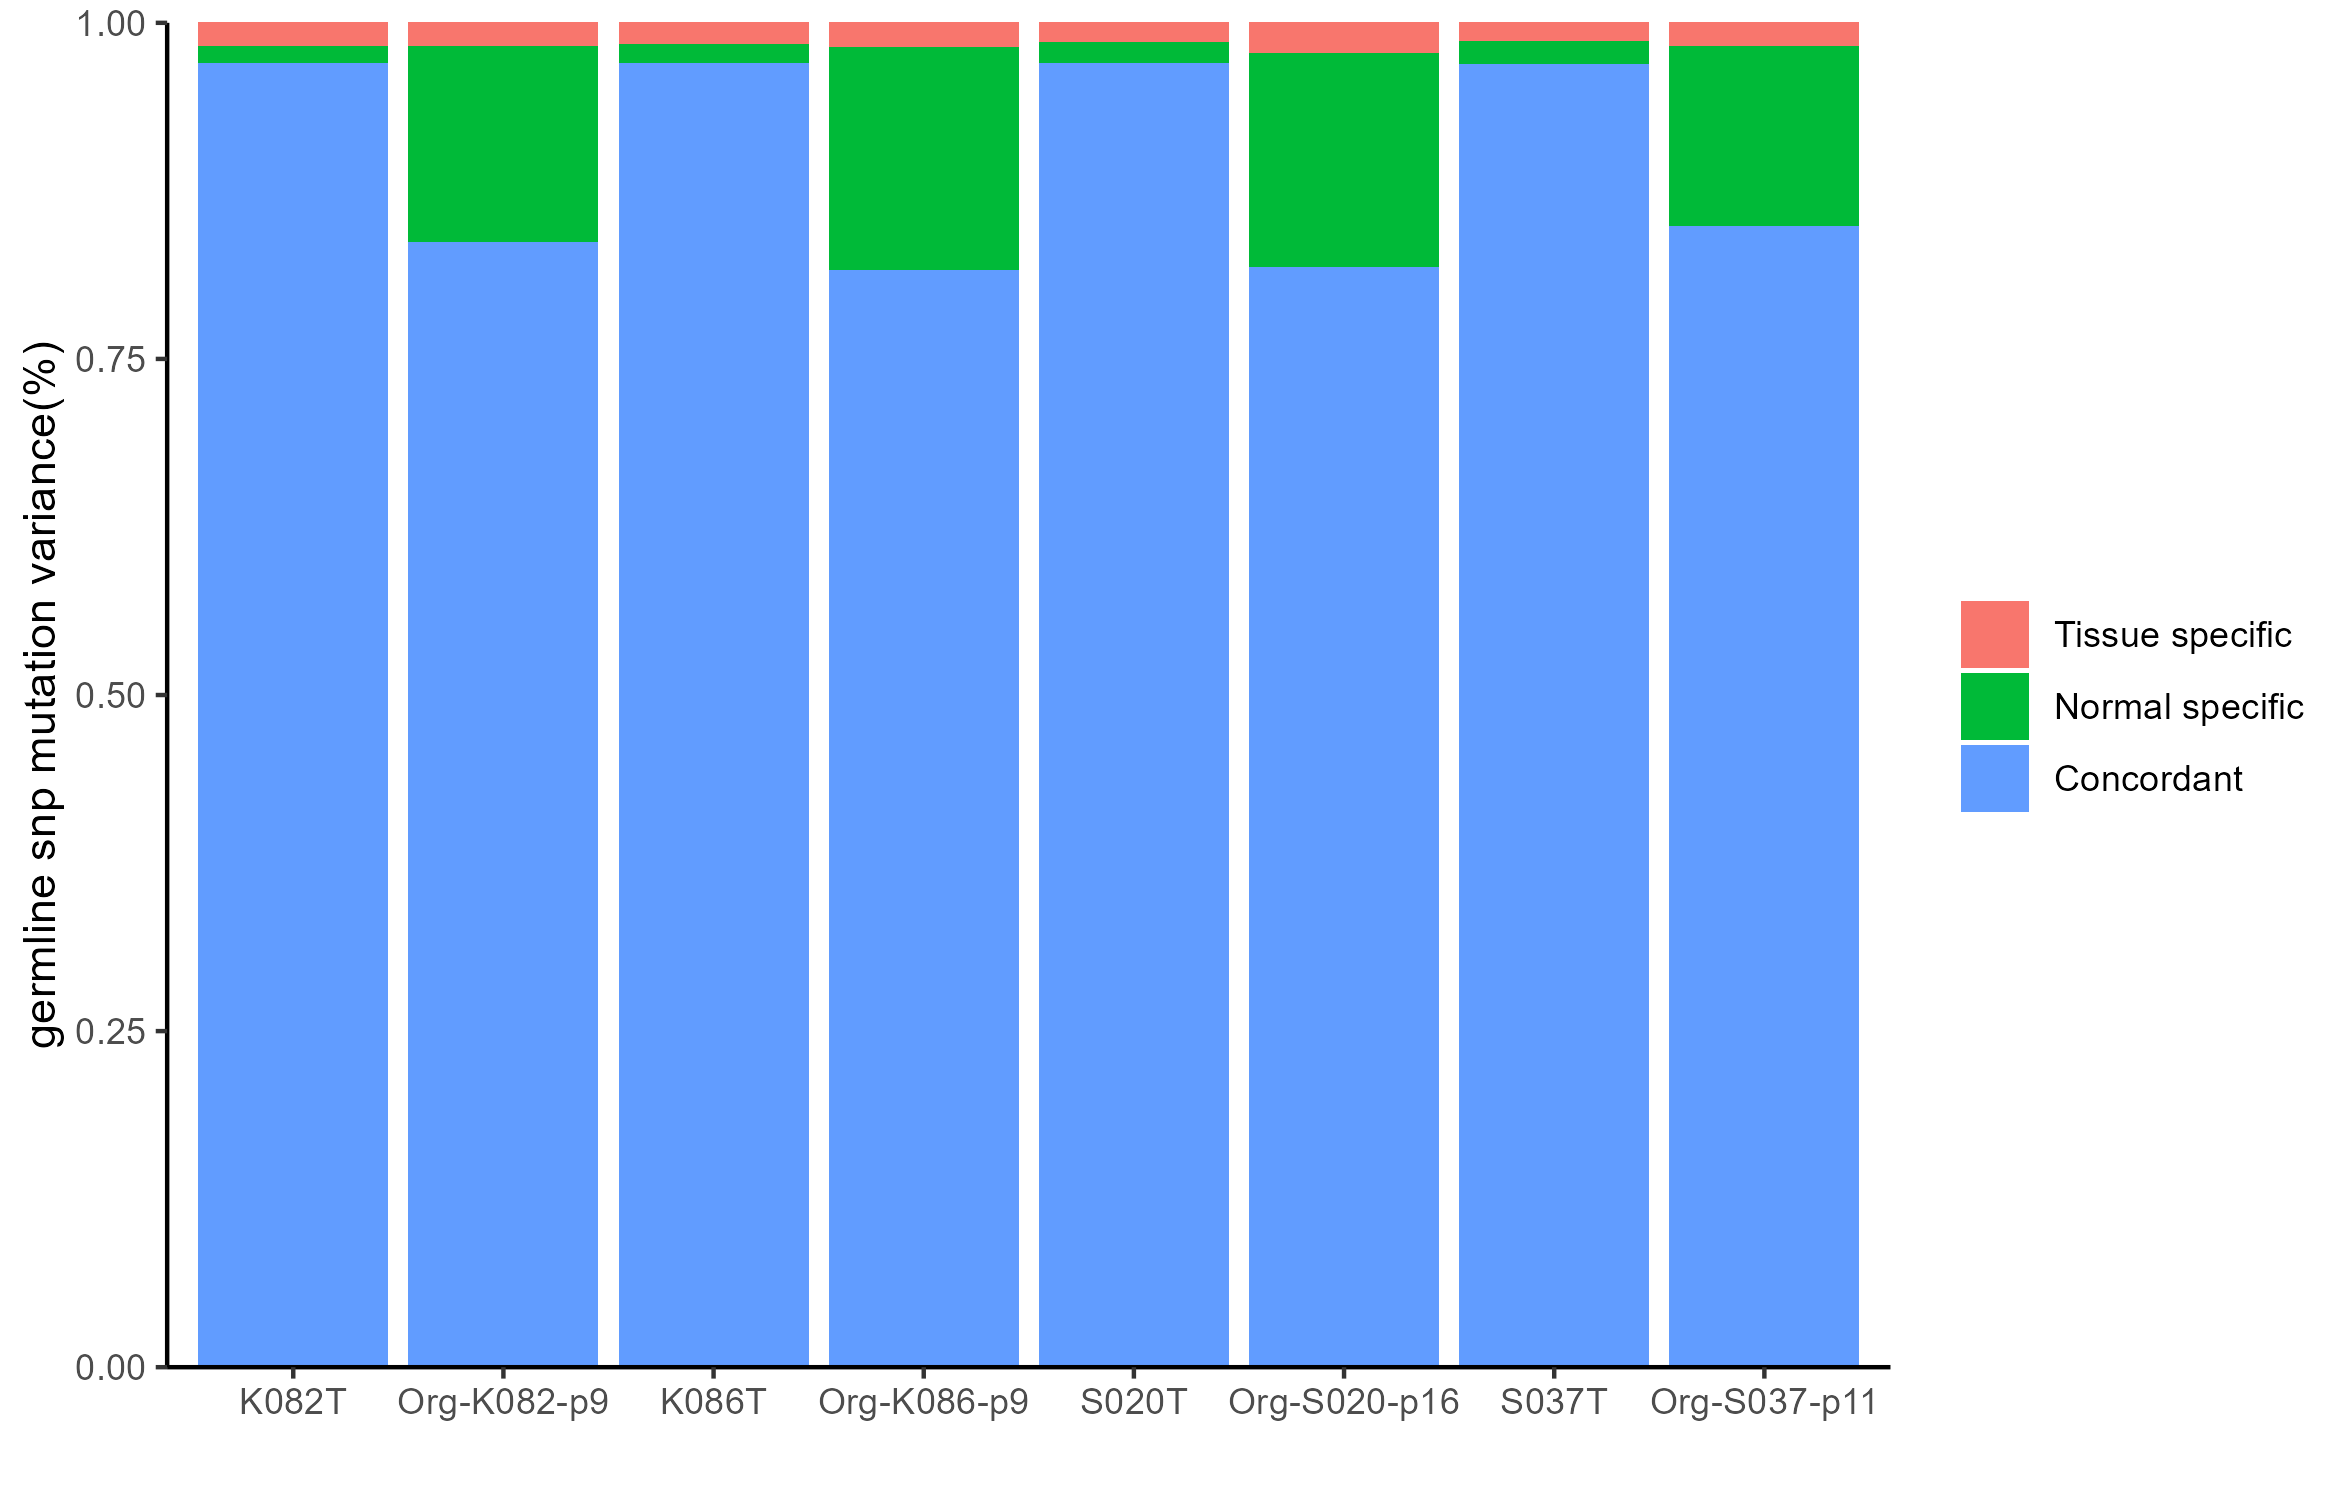 germline snp mutation variance(%)
1.00
0.75
0.50
0.25
0.00
K082T Org-K082-p9 K086T Org-K086-p9 S020T Org-S020-p16 S037T Org-S037-p11
Tissue specific
Normal specific
Concordant